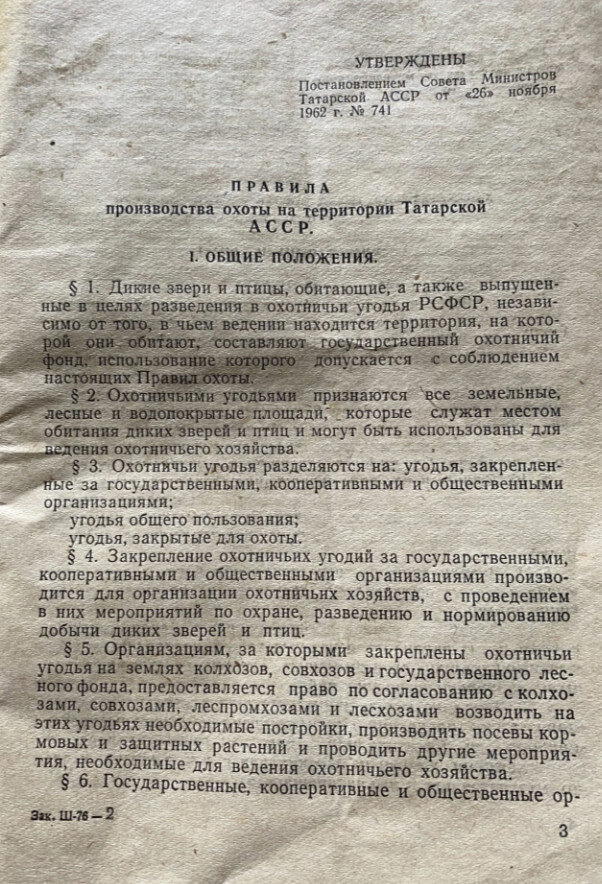 УТВЕРЖДЕНЫ
Постановлением Совета Министров
Татарской АССР от «26» ноября
1962 г. № 741
ПРАВИЛА
производства охоты на территории Татарской
АССР.
I. ОБЩИЕ ПОЛОЖЕНИЯ.
§ 1. Дикие звери и птицы, обитающие, а также выпущен-
ные в целях разведения в охотничьи угодья РСФСР, незави-
симо от того, в чьем ведении находится территория, на кото-
рой они обитают, составляют государственный охотничий
фонд, использование которого допускается с соблюдением
настоящих Правил охоты.
§ 2. Охотничьими угодьями признаются все земельные,
лесные и водопокрытые площади, которые служат местом
обитания диких зверей и птиц и могут быть использованы для
ведения охотничьего хозяйства.
§ 3. Охотничьи угодья разделяются на: угодья, закреплен-
ные за государственными, кооперативными и общественными
организациями;
угодья общего пользования;
угодья, закрытые для охоты.
§ 4. Закрепление охотничьих угодий за государственными,
кооперативными и общественными организациями произво-
дится для организации охотничьих хозяйств, с проведением
в них мероприятий по охране, разведению и нормированию
добычи диких зверей и птиц.
§ 5. Организациям, за которыми закреплены охотничьи
угодья на землях колхозов, совхозов и государственного лес-
ного фонда, предоставляется право по согласованию с колхо-
зами, совхозами, леспромхозами и лесхозами возводить на
этих угодьях необходимые постройки, производить посевы кор-
мовых и защитных растений и проводить другие мероприя-
тия, необходимые для ведения охотничьего хозяйства.
§ 6. Государственные, кооперативные и общественные ор-
Зак. Ш-76—2
3